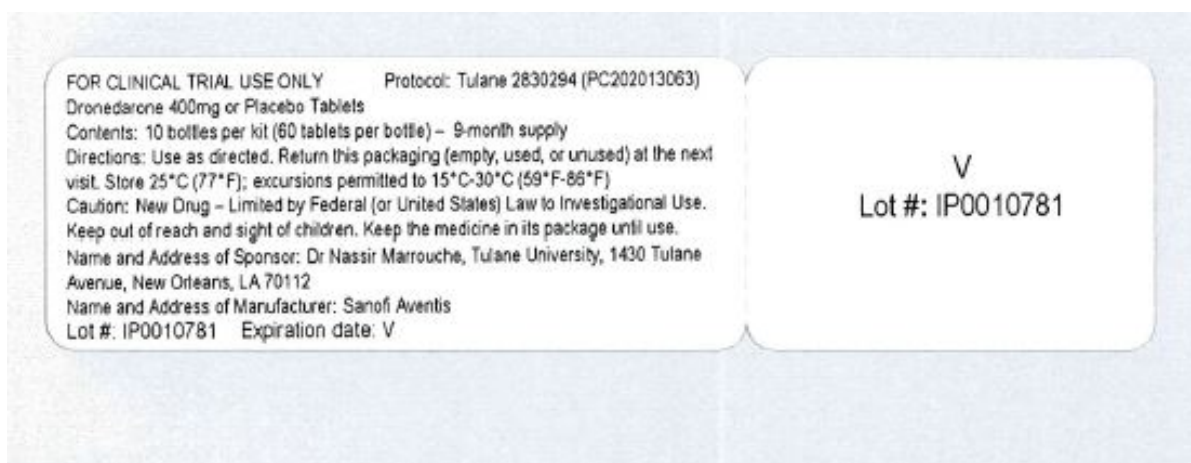 FOR CLINICAL TRIAL USE ONLY Protocol: Tulane 2830294 (PC202013063)
Dronedarone 400mg or Placebo Tablets
Contents: 10 bottles per kit (60 tablets per bottle) – 9-month supply
Directions: Use as directed. Return this packaging (empty, used, or unused) at the next
visit. Store 25°C (77°F); excursions permitted to 15°C-30°C (59°F-86°F)
Caution: New Drug – Limited by Federal (or United States) Law to Investigational Use.
Keep out of reach and sight of children. Keep the medicine in its package until use.
Name and Address of Sponsor: Dr Nassir Marrouche, Tulane University, 1430 Tulane
Avenue, New Orleans, LA 70112
Name and Address of Manufacturer: Sanofi Aventis
Lot #: IP0010781 Expiration date: V
V
Lot #: IP0010781